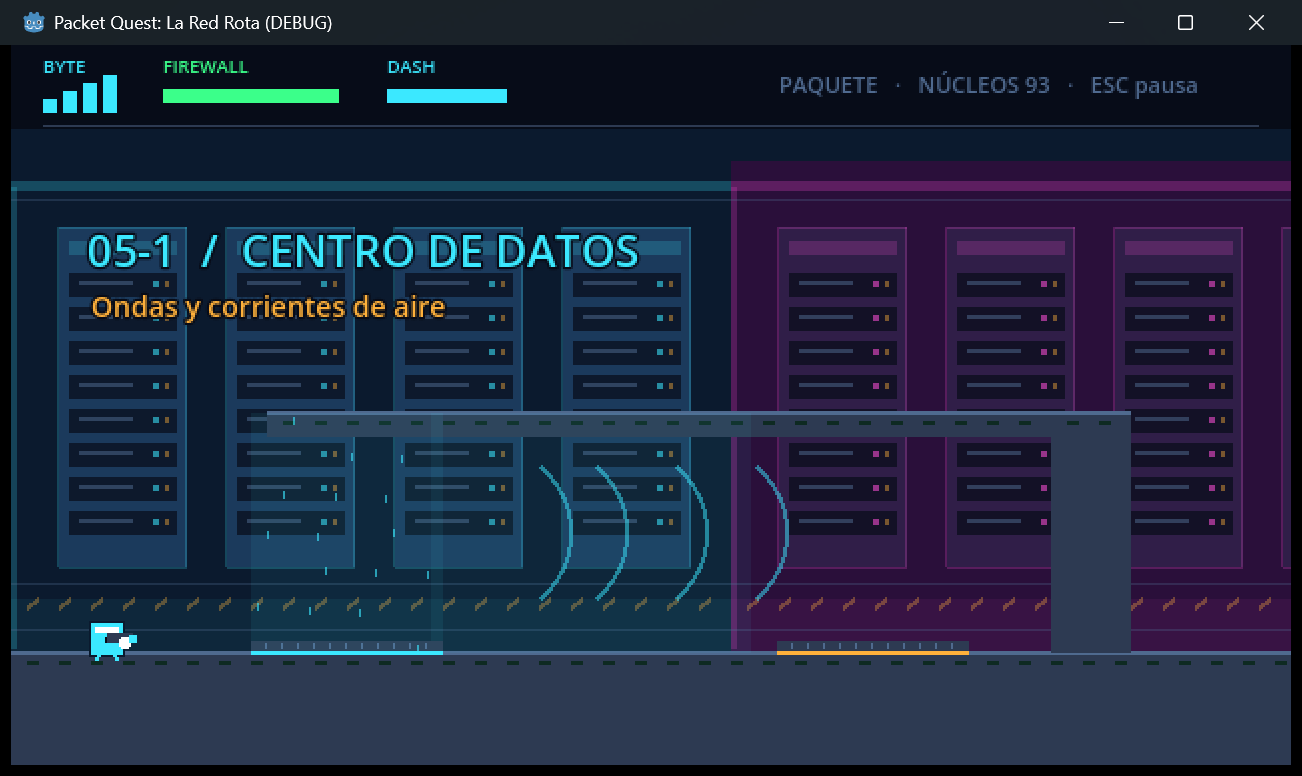 Packet Quest: La Red Rota (DEBUG)
BYTE
FIREWALL
DASH
PAQUETE · NÚCLEOS 93 · ESC pausa
05-1 / CENTRO DE DATOS
Ondas y corrientes de aire